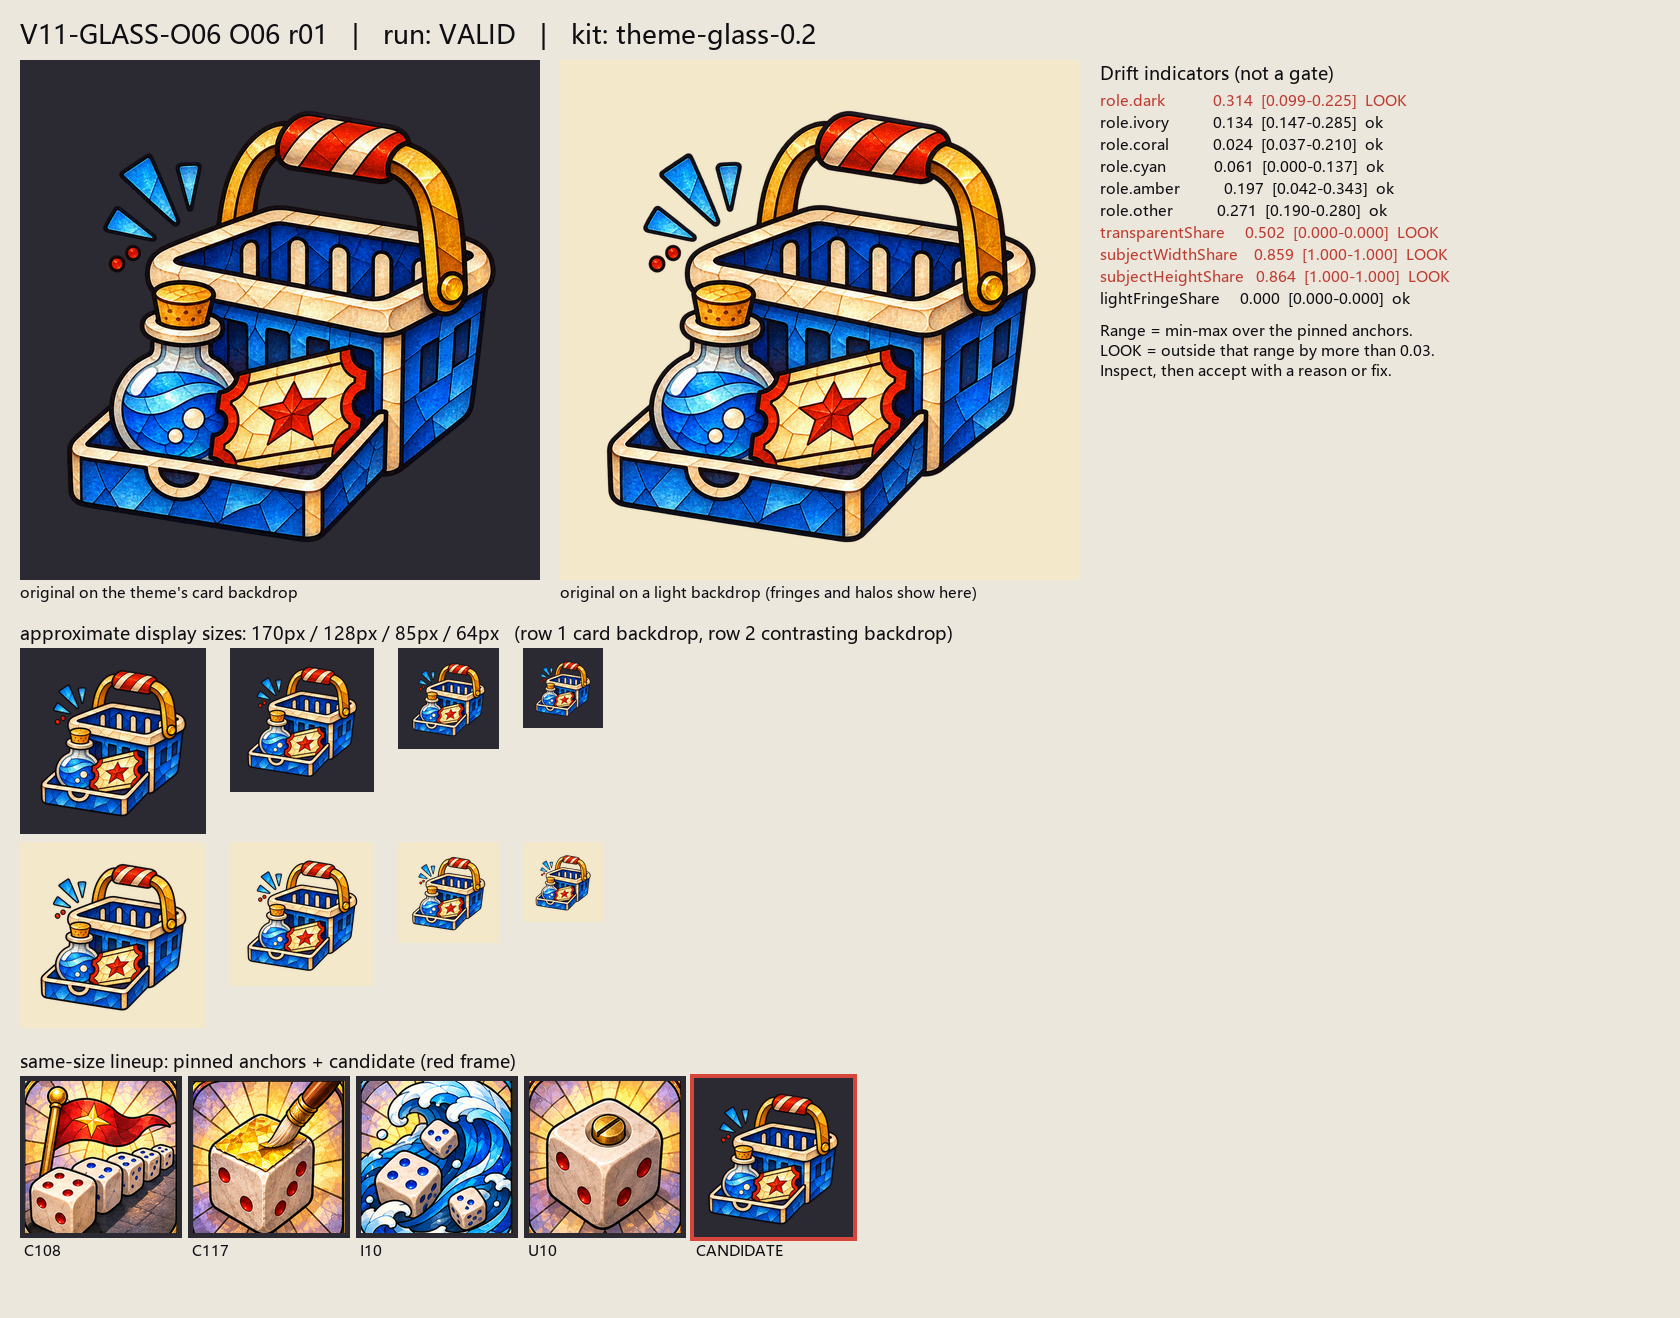 V11-GLASS-O06 O06 r01   |   run: VALID   |   kit: theme-glass-0.2
Drift indicators (not a gate)
role.dark 0.314 [0.099-0.225] LOOK
role.ivory 0.134 [0.147-0.285] ok
role.coral 0.024 [0.037-0.210] ok
role.cyan 0.061 [0.000-0.137] ok
role.amber 0.197 [0.042-0.343] ok
role.other 0.271 [0.190-0.280] ok
transparentShare 0.502 [0.000-0.000] LOOK
subjectWidthShare 0.859 [1.000-1.000] LOOK
subjectHeightShare 0.864 [1.000-1.000] LOOK
lightFringeShare 0.000 [0.000-0.000] ok
Range = min-max over the pinned anchors.
LOOK = outside that range by more than 0.03.
Inspect, then accept with a reason or fix.
original on the theme's card backdrop
original on a light backdrop (fringes and halos show here)
approximate display sizes: 170px / 128px / 85px / 64px   (row 1 card backdrop, row 2 contrasting backdrop)
same-size lineup: pinned anchors + candidate (red frame)
C108
C117
I10
U10
CANDIDATE